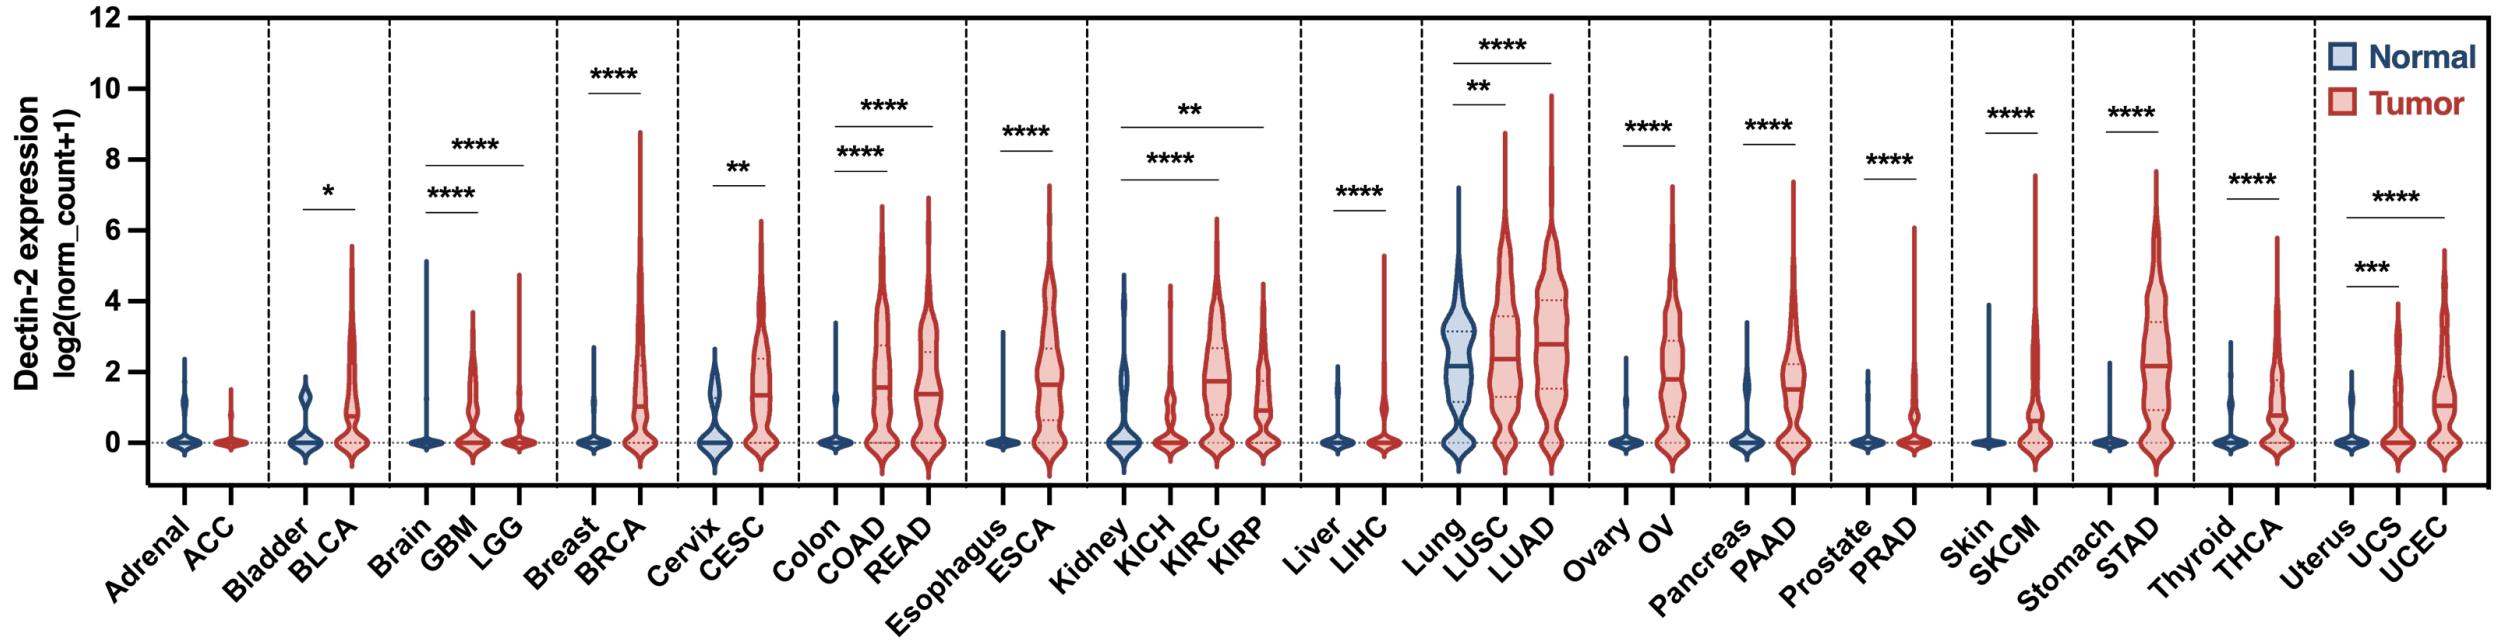 12
10
8
6
4
2
0
Dectin-2 expression
log2(norm_count+1)
*
****
****
****
**
****
****
****
**
****
****
****
**
****
****
****
****
****
****
****
***
Normal
Tumor
Adrenal
ACC
Bladder
BLCA
Brain
GBM
LGG
Breast
BRCA
Cervix
CESC
Colon
COAD
READ
Esophagus
ESCA
Kidney
KICH
KIRC
KIRP
Liver
LIHC
Lung
LUSC
LUAD
Ovary
OV
Pancreas
PAAD
Prostate
PRAD
Skin
SKCM
Stomach
STAD
Thyroid
THCA
Uterus
UCS
UCEC